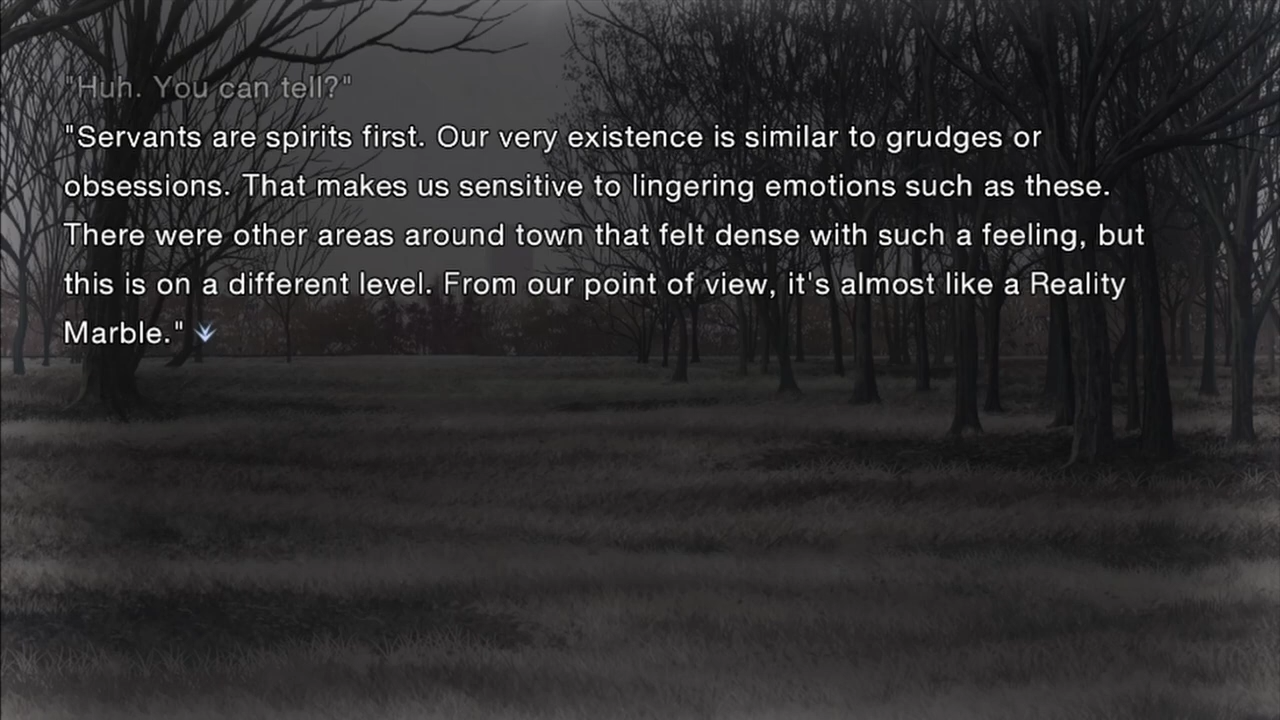 "Huh. You can tell?"
"Servants are spirits first. Our very existence is similar to grudges or
obsessions. That makes us sensitive to lingering emotions such as these.
There were other areas around town that felt dense with such a feeling, but
this is on a different level. From our point of view, it's almost like a Reality
Marble."